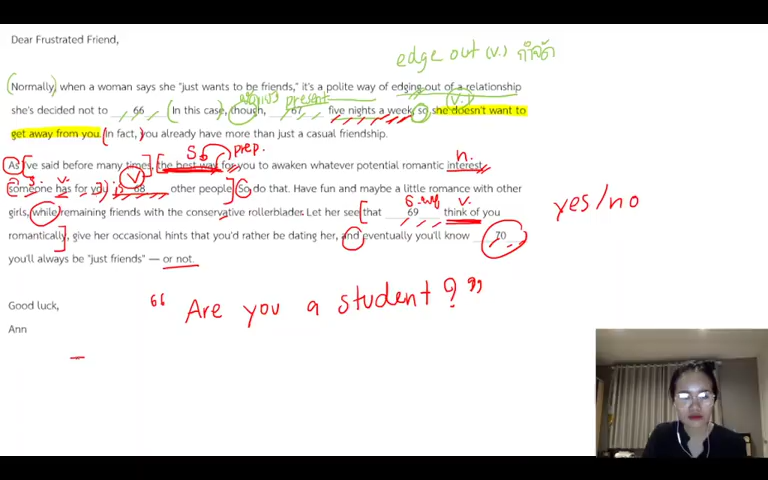 Dear Frustrated Friend,
edge out (v.) กำจัด
Normally, when a woman says she "just wants to be friends," it's a polite way of edging out of a relationship
present (v.)
she's decided not to 66 (In this case, though, 67 five nights a week, so she doesn't want to
get away from you. (In fact, you already have more than just a casual friendship.
S. prep. n.
As I've said before many times, the best way for you to awaken whatever potential romantic interest
S. v. v
someone has for you is 68 other people. So do that. Have fun and maybe a little romance with other
girls, while remaining friends with the conservative rollerblader. Let her see that 69 think of you
v.
yes/no
romantically, give her occasional hints that you'd rather be dating her, and eventually you'll know 70
you'll always be "just friends" — or not.
Good luck,
" Are you a student? "
Ann